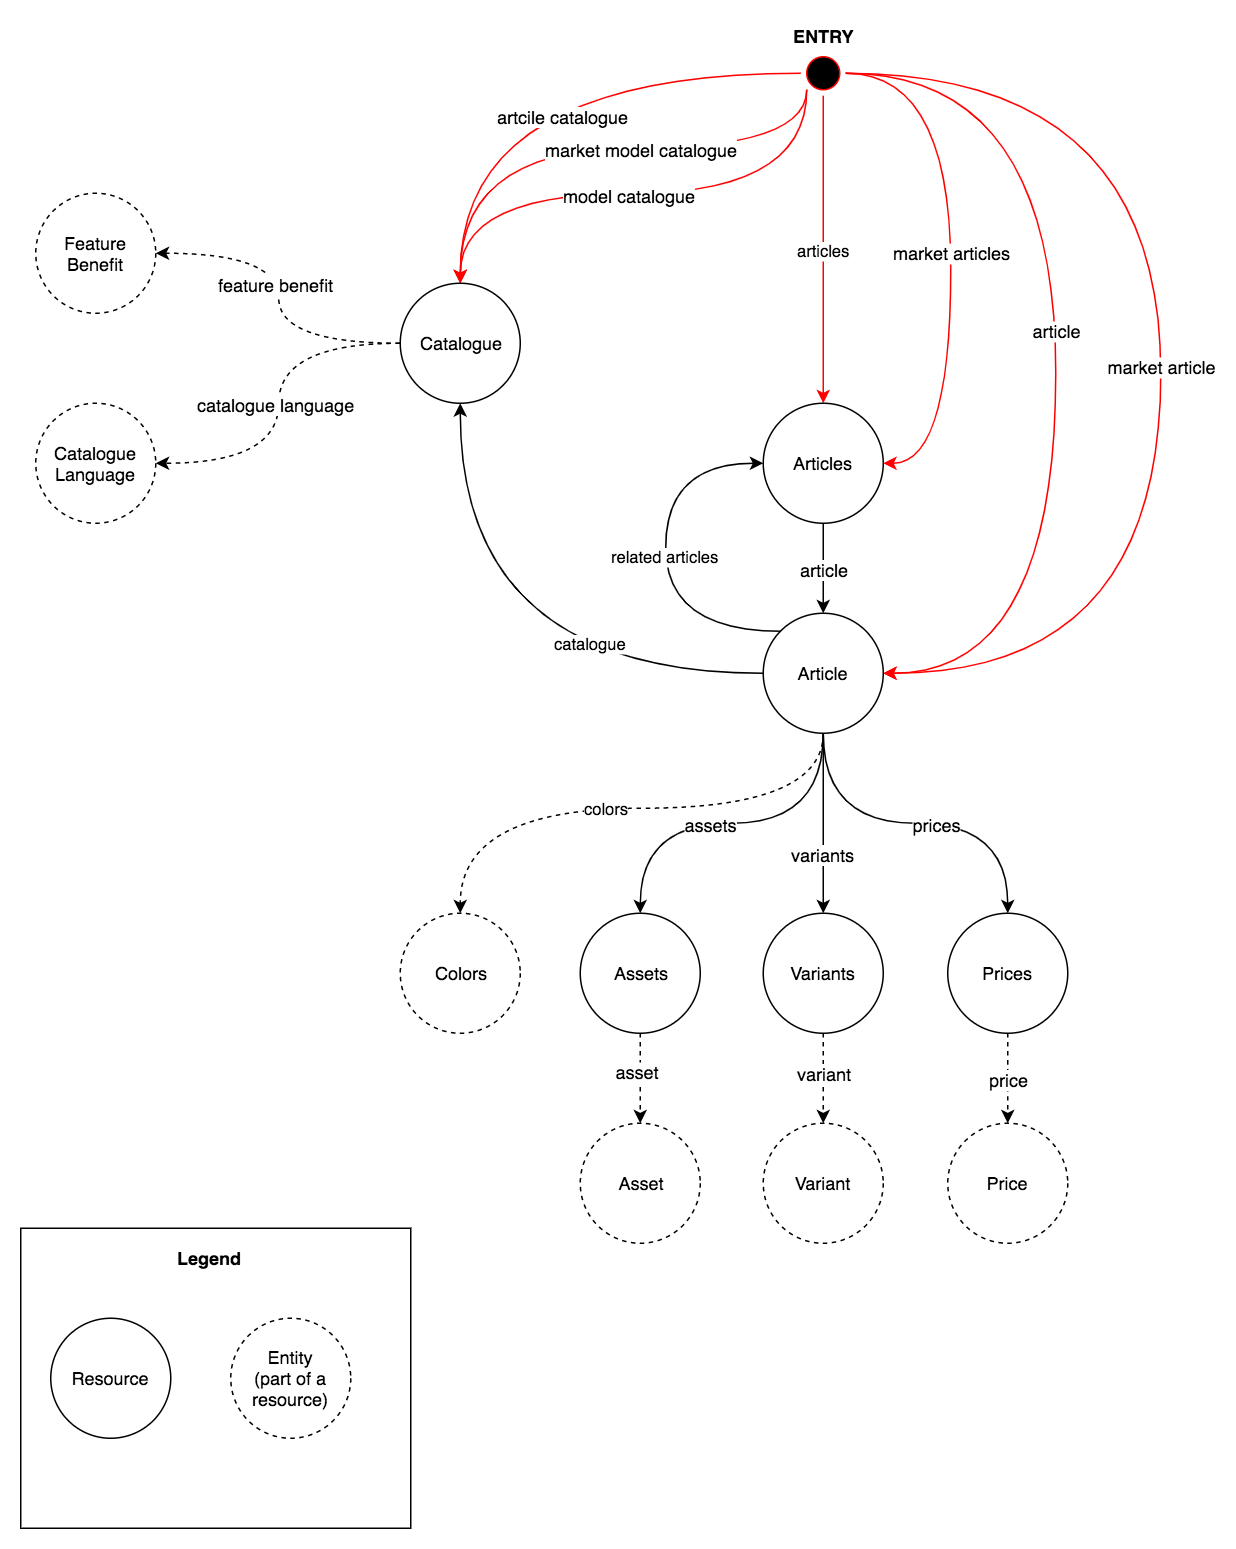 ENTRY
artcile catalogue
market model catalogue
model catalogue
articles
market articles
article
market article
Feature
Benefit
feature benefit
Catalogue
catalogue language
Catalogue
Language
Articles
related articles
article
catalogue
Article
colors
assets
variants
prices
Colors
Assets
Variants
Prices
asset
variant
price
Asset
Variant
Price
Legend
Resource
Entity
(part of a
resource)